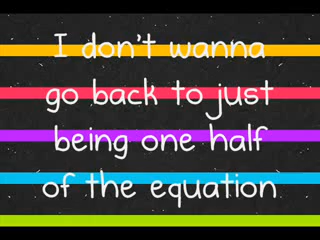 I don't wanna
go back to just
being one half
of the equation